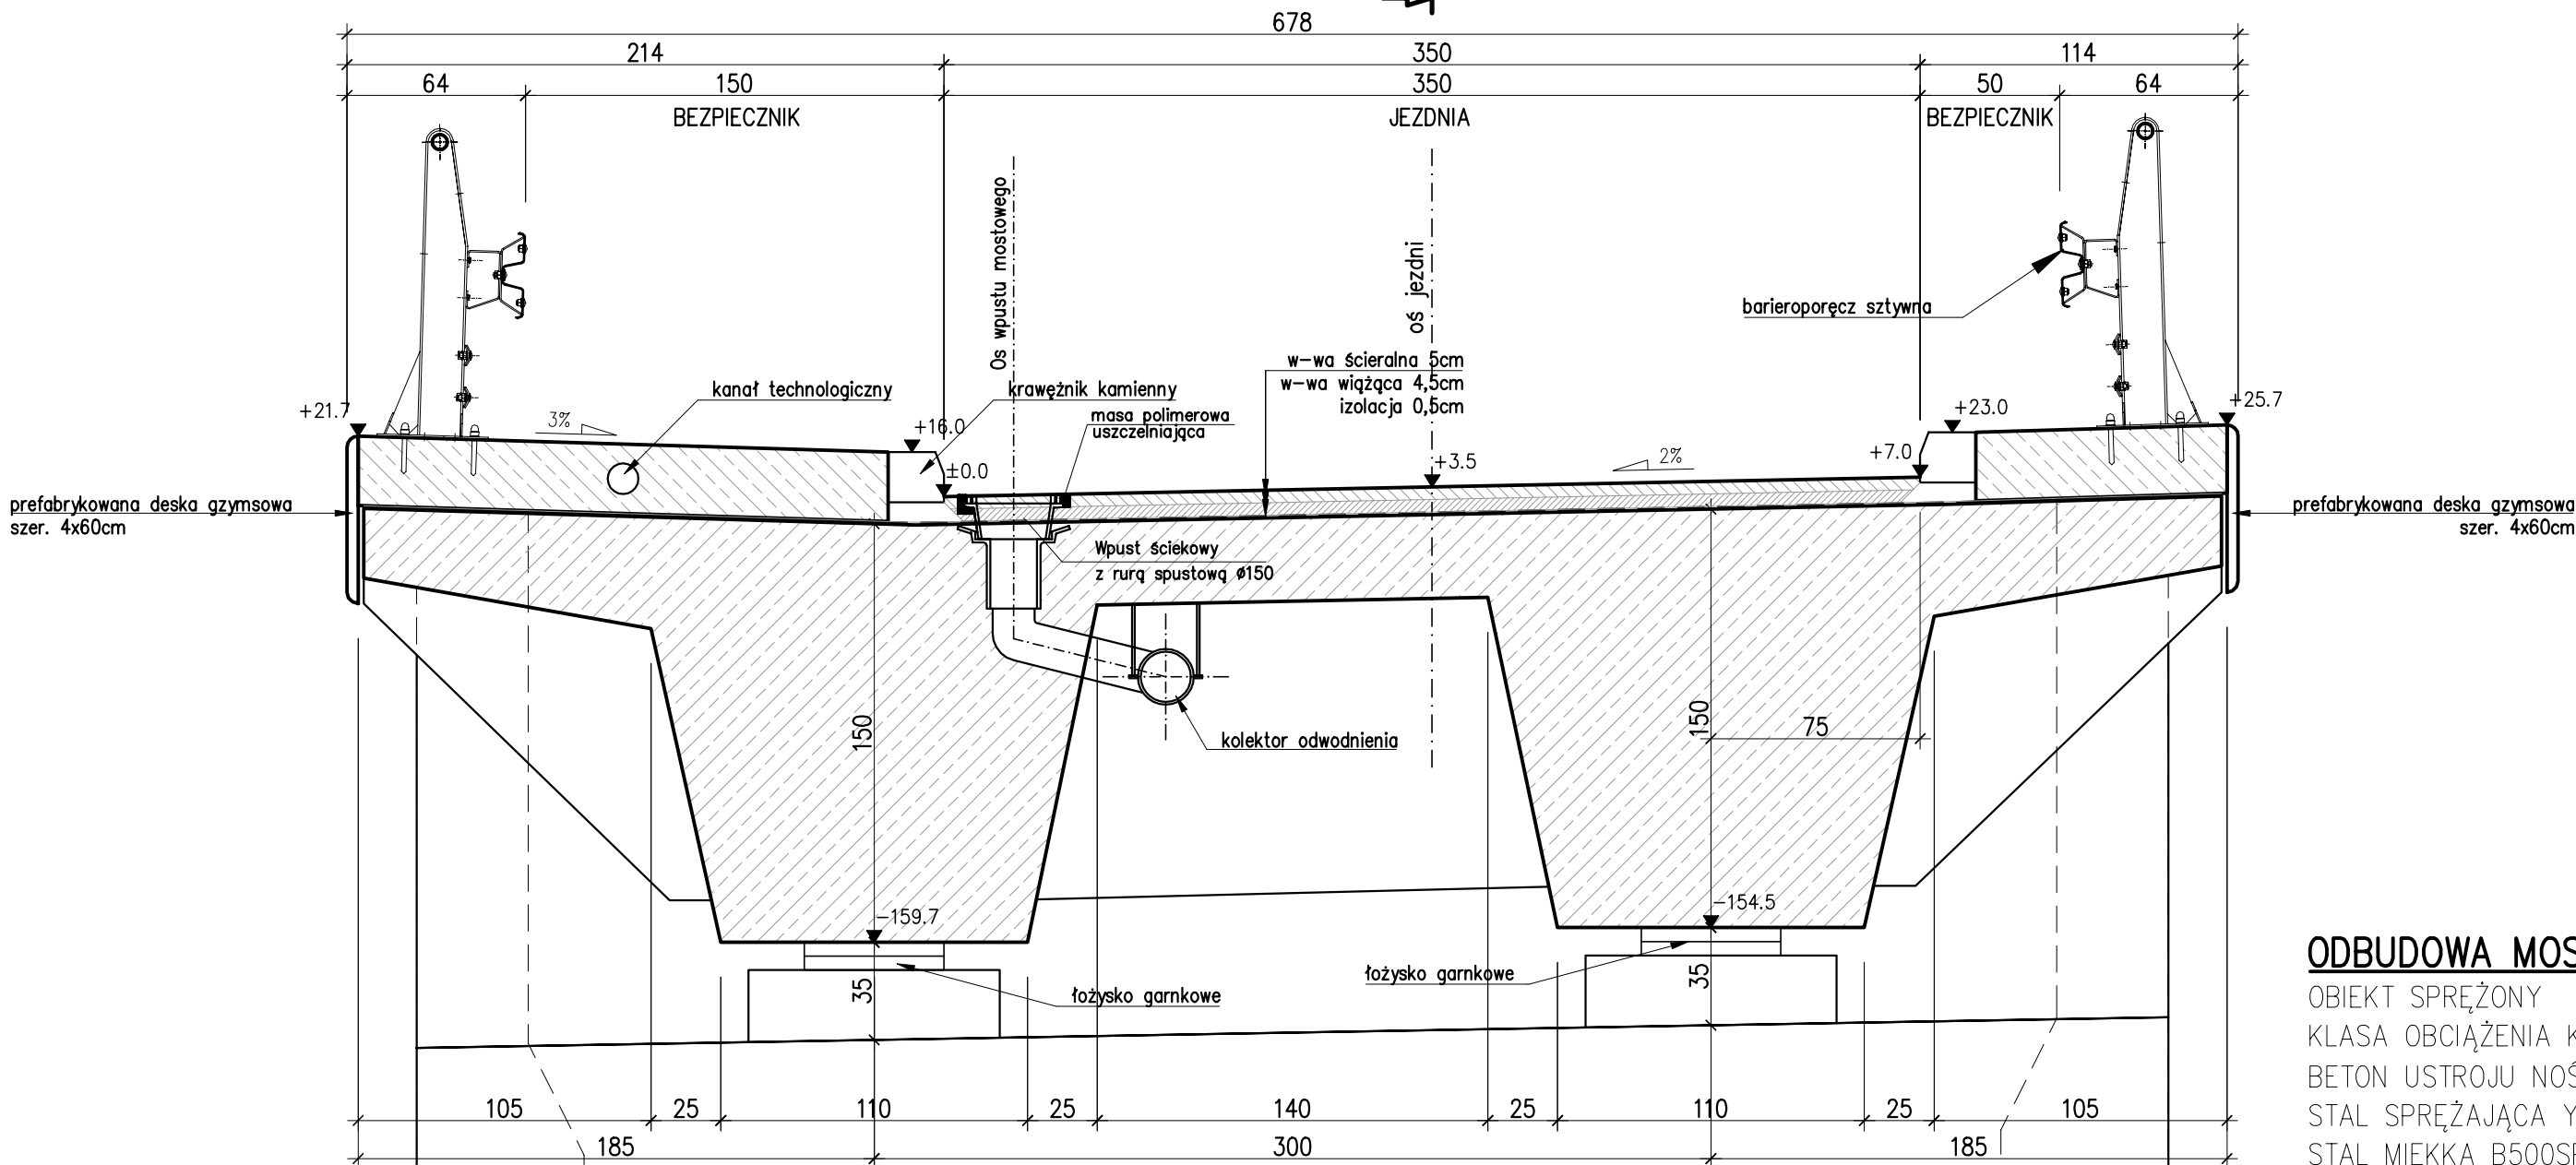 678
214 350 114
64 150 350 50 64
BEZPIECZNIK JEZDNIA BEZPIECZNIK
Os wpustu mostowego
oś jezdni
barieroporęcz sztywna
w-wa ścieralna 5cm
w-wa wiążąca 4,5cm
izolacja 0,5cm
kanał technologiczny
krawężnik kamienny
masa polimerowa
uszczelniająca
+21.7
3%
+16.0
±0.0
+3.5
2%
+7.0
+23.0
+25.7
prefabrykowana deska gzymsowa
szer. 4x60cm
prefabrykowana deska gzymsowa
szer. 4x60cm
Wpust ściekowy
z rurą spustową ø150
150
150
75
kolektor odwodnienia
-159.7
-154.5
35
35
łożysko garnkowe
łożysko garnkowe
ODBUDOWA MOS
OBIEKT SPRĘŻONY
KLASA OBCIĄŻENIA K
BETON USTROJU NOŚ
STAL SPRĘŻAJĄCA Y
STAL MIEKKA B500SP
105 25 110 25 140 25 110 25 105
185 300 185